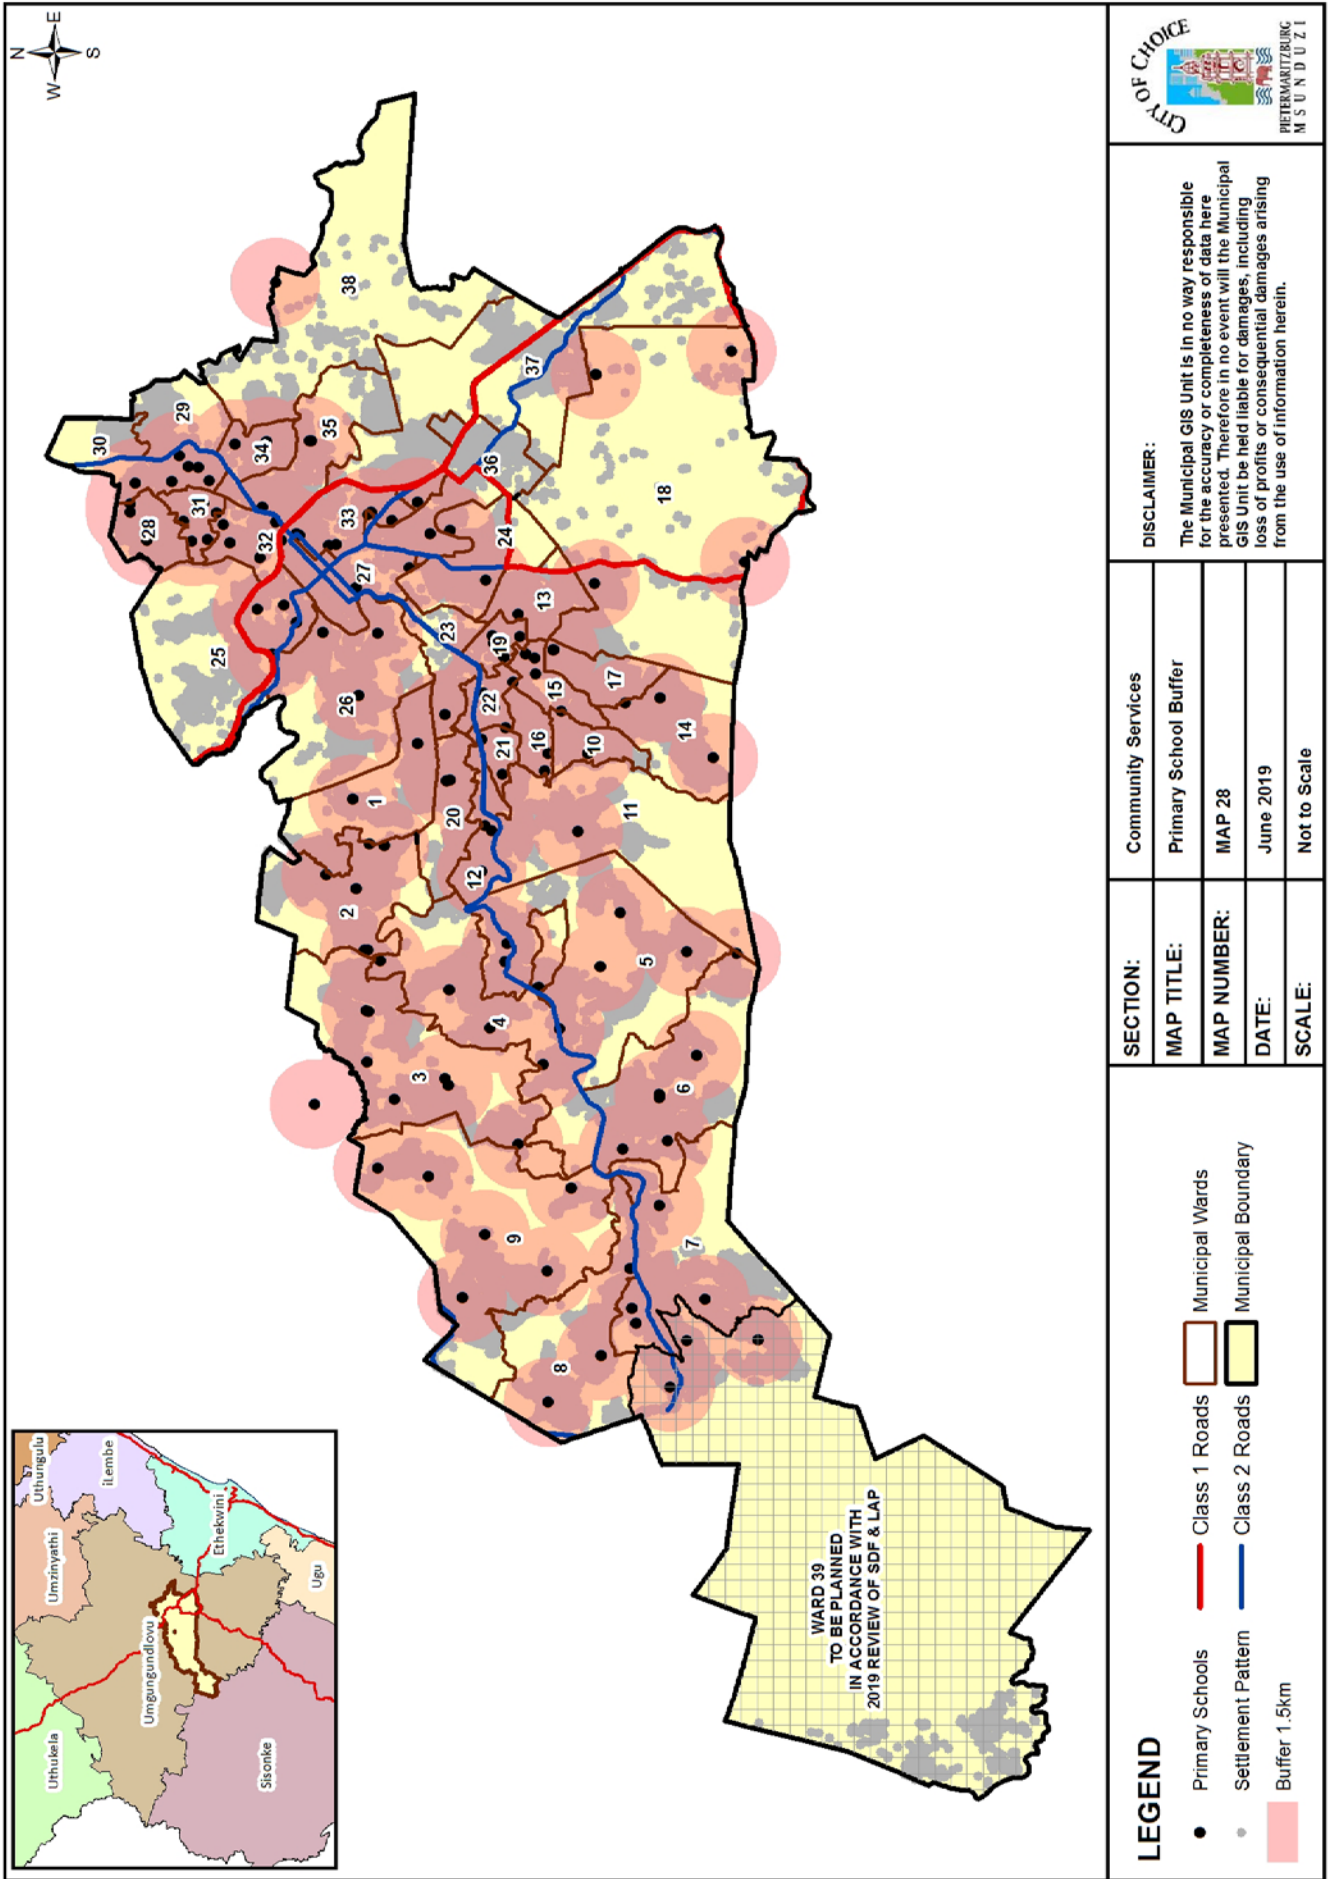 N
E
S
W
Uthukela
Umzinyathi
Uthungulu
iLembe
Umgungundlovu
Ethekwini
Ugu
Sisonke
30
29
28
31
34
35
38
32
33
25
27
26
36
37
24
18
23
13
19
22
15
17
14
21
16
10
1
20
11
12
2
5
4
3
6
9
7
8
WARD 39
TO BE PLANNED
IN ACCORDANCE WITH
2019 REVIEW OF SDF & LAP
LEGEND
Primary Schools
Class 1 Roads
Municipal Wards
Settlement Pattern
Class 2 Roads
Municipal Boundary
Buffer 1.5km
SECTION:
Community Services
MAP TITLE:
Primary School Buffer
MAP NUMBER:
MAP 28
DATE:
June 2019
SCALE:
Not to Scale
DISCLAIMER:
The Municipal GIS Unit is in no way responsible
for the accuracy or completeness of data here
presented. Therefore in no event will the Municipal
GIS Unit be held liable for damages, including
loss of profits or consequential damages arising
from the use of information herein.
CITY OF CHOICE
PIETERMARITZBURG
MSUNDUZI